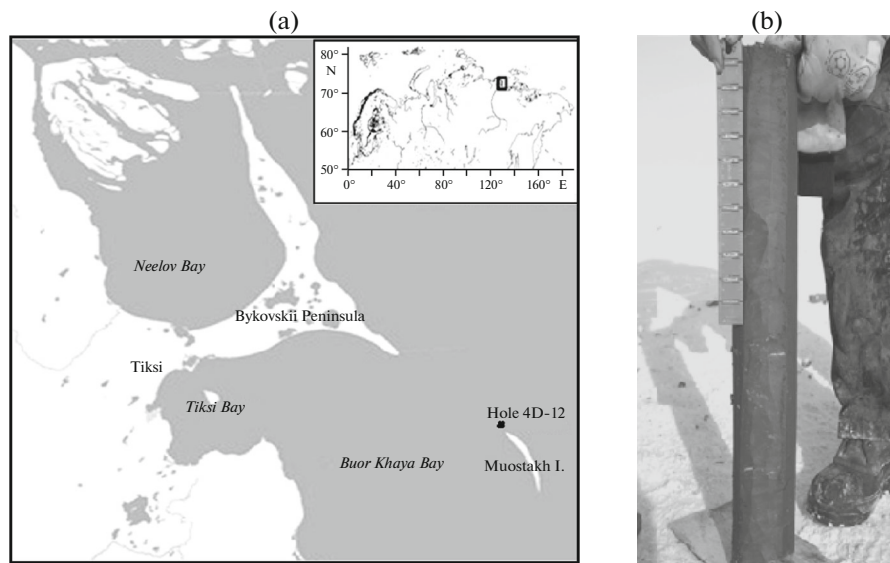 (a)
(b)
80°
N
70°
60°
50°
0°
40°
80°
120°
160°
E
Neelov Bay
Bykovskii Peninsula
Tiksi
Tiksi Bay
Hole 4D-12
Buor Khaya Bay
Muostakh I.